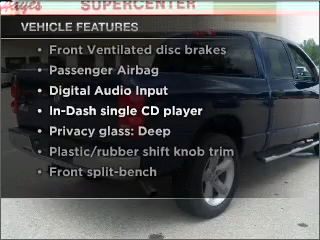 Hayes SUPERCENTER
VEHICLE FEATURES
• Front Ventilated disc brakes
• Passenger Airbag
• Digital Audio Input
• In-Dash single CD player
• Privacy glass: Deep
• Plastic/rubber shift knob trim
• Front split-bench